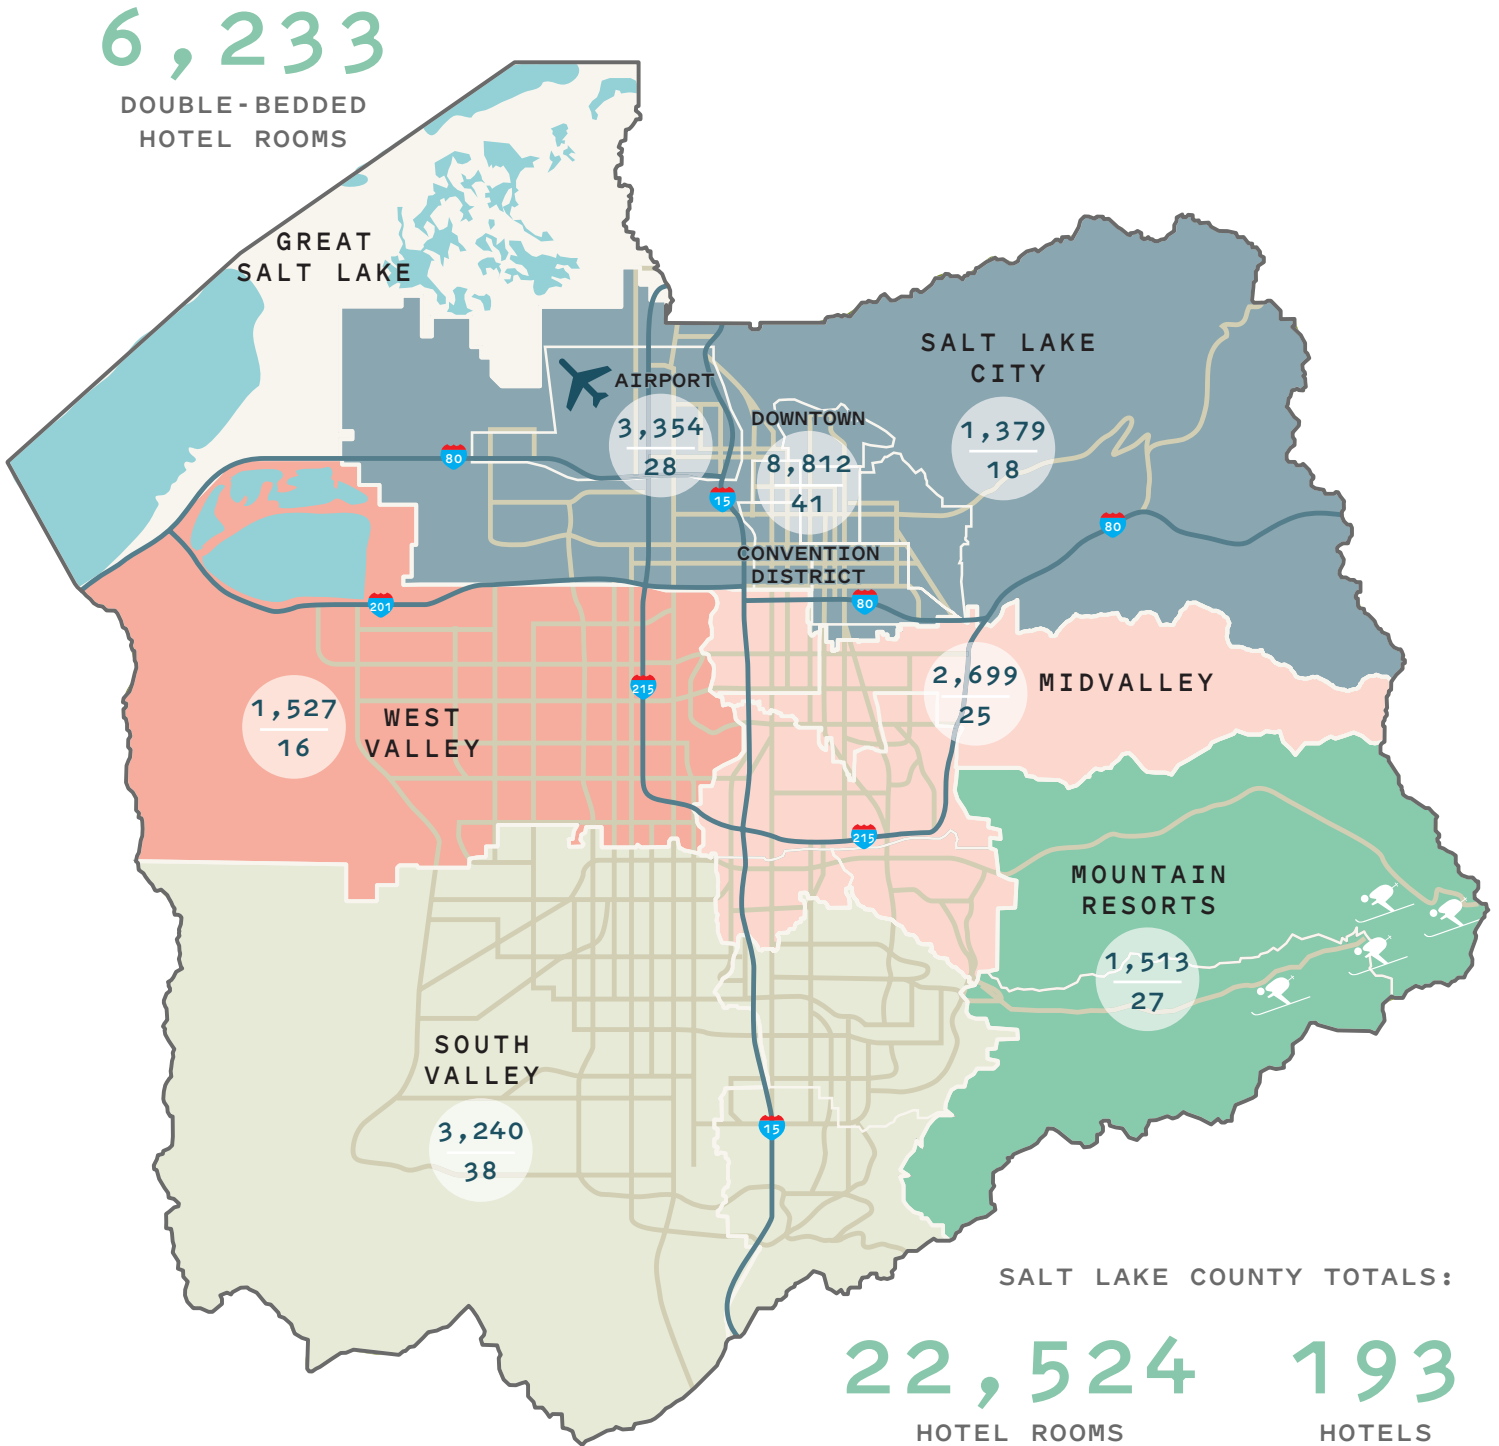 6,233
DOUBLE-BEDDED
HOTEL ROOMS
GREAT
SALT LAKE
SALT LAKE
CITY
1,379
18
AIRPORT
3,354
28
DOWNTOWN
8,812
41
CONVENTION
DISTRICT
80
15
80
80
201
215
2,699
25
MIDVALLEY
1,527
16
WEST
VALLEY
215
MOUNTAIN
RESORTS
1,513
27
SOUTH
VALLEY
3,240
38
15
SALT LAKE COUNTY TOTALS:
22,524
HOTEL ROOMS
193
HOTELS